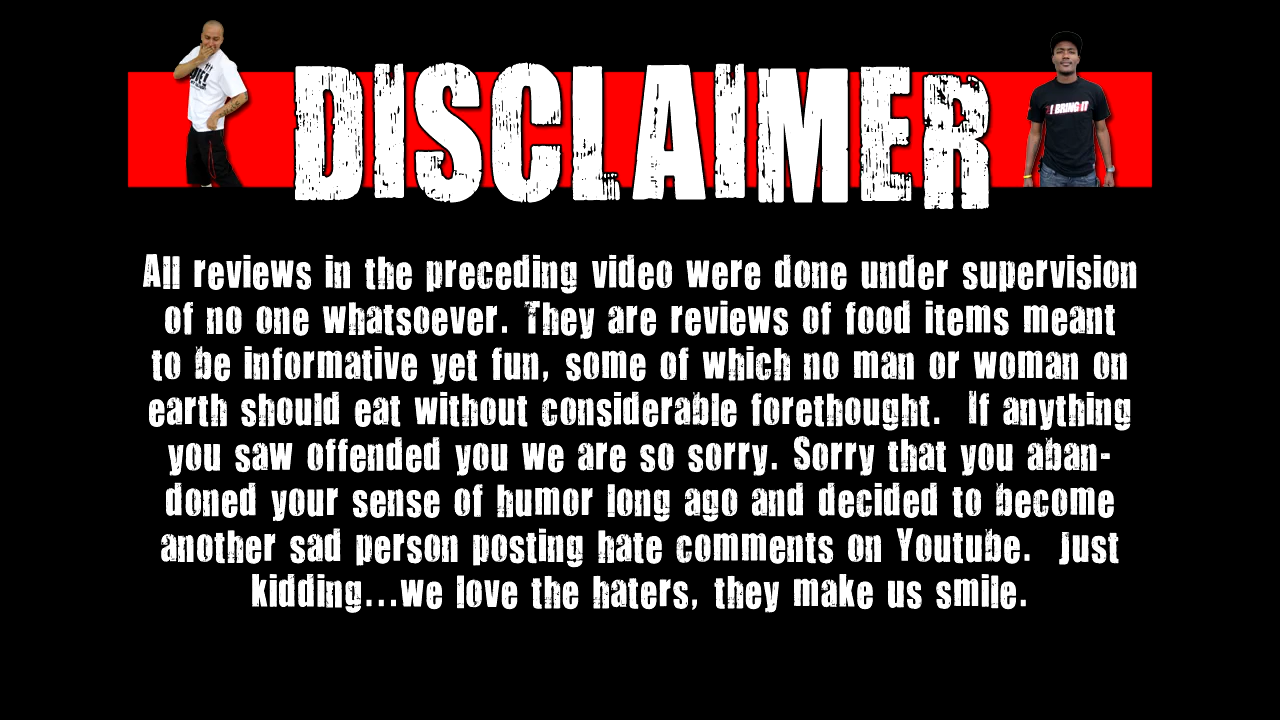 DISCLAIMER
I BRING IT
All reviews in the preceding video were done under supervision
of no one whatsoever. They are reviews of food items meant
to be informative yet fun, some of which no man or woman on
earth should eat without considerable forethought.  If anything
you saw offended you we are so sorry. Sorry that you aban-
doned your sense of humor long ago and decided to become
another sad person posting hate comments on Youtube.  Just
kidding...we love the haters, they make us smile.